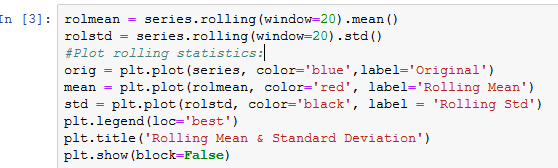 In [3]: rolmean = series.rolling(window=20).mean()
rolstd = series.rolling(window=20).std()
#Plot rolling statistics:
orig = plt.plot(series, color='blue',label='Original')
mean = plt.plot(rolmean, color='red', label='Rolling Mean')
std = plt.plot(rolstd, color='black', label = 'Rolling Std')
plt.legend(loc='best')
plt.title('Rolling Mean & Standard Deviation')
plt.show(block=False)